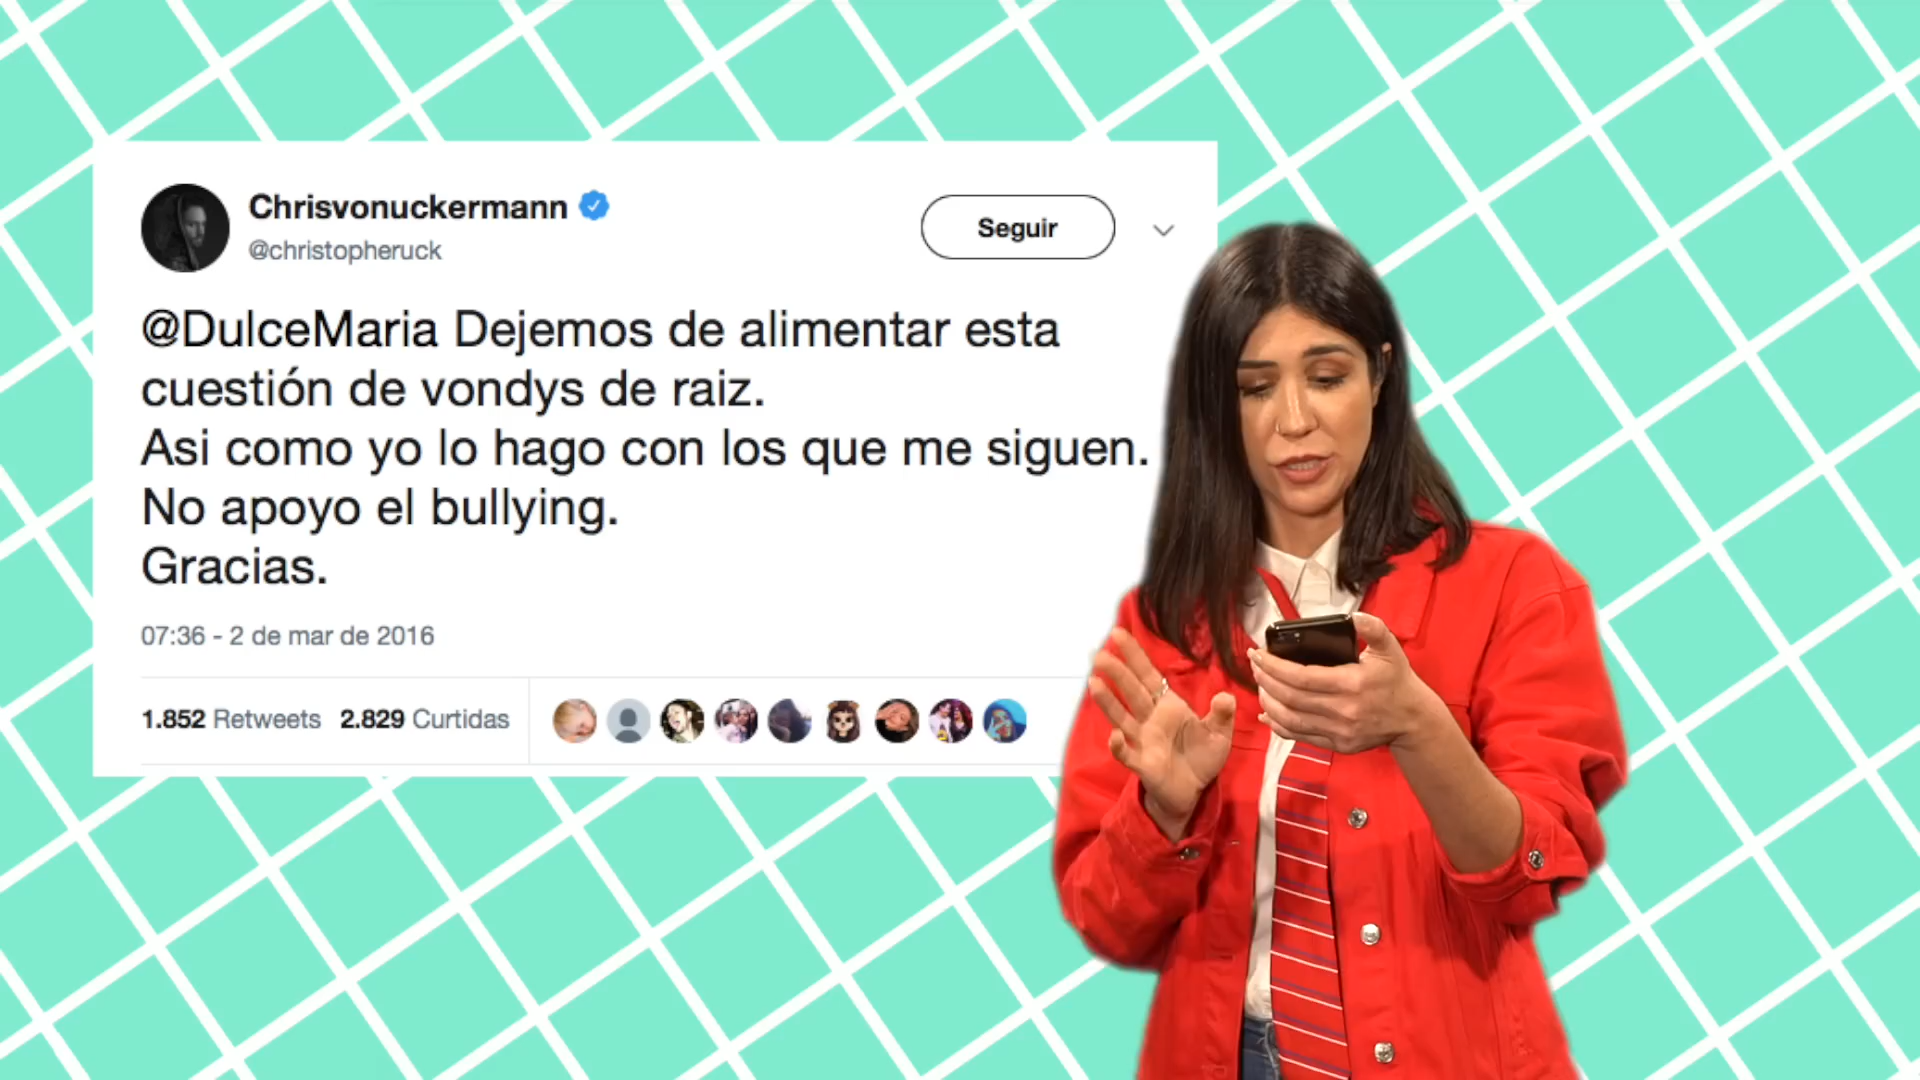 Chrisvonuckermann
@christopheruck
Seguir
@DulceMaria Dejemos de alimentar esta
cuestión de vondys de raiz.
Asi como yo lo hago con los que me siguen.
No apoyo el bullying.
Gracias.
07:36 - 2 de mar de 2016
1.852 Retweets 2.829 Curtidas